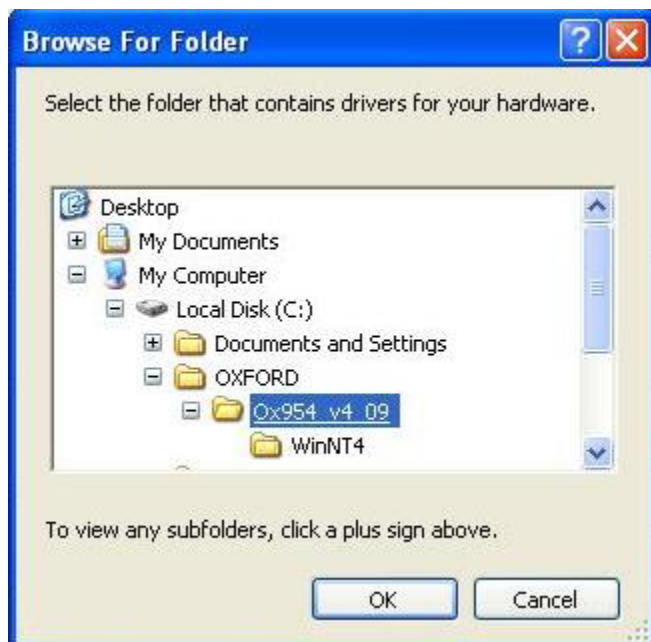 Browse For Folder
Select the folder that contains drivers for your hardware.
Desktop
My Documents
My Computer
Local Disk (C:)
Documents and Settings
OXFORD
Ox954_v4_09
WinNT4
To view any subfolders, click a plus sign above.
OK Cancel